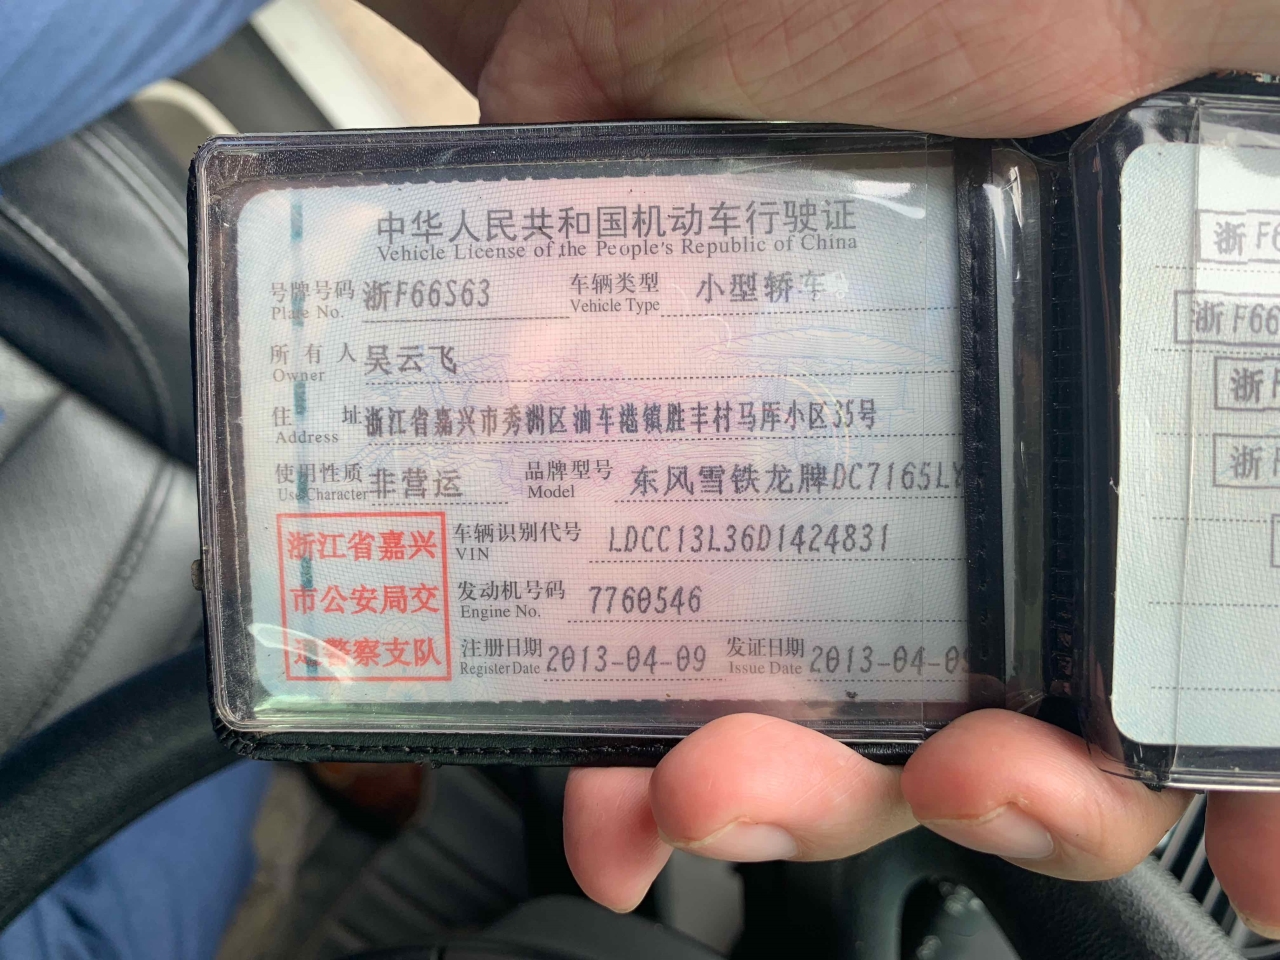 中华人民共和国机动车行驶证
Vehicle License of the People's Republic of China
号牌号码 浙F66S63 车辆类型 小型轿车
Plate No. Vehicle Type
所有人 吴云飞
Owner
住址 浙江省嘉兴市秀洲区油车港镇胜丰村马厍小区35号
Address
使用性质 非营运 品牌型号 东风雪铁龙牌DC7165LY
Use Character Model
浙江省嘉兴
市公安局交
通警察支队
车辆识别代号 LDCC13L36D1424831
VIN
发动机号码 7760546
Engine No.
注册日期 2013-04-09 发证日期 2013-04-09
Register Date Issue Date
浙F6
浙F66
浙F
浙F